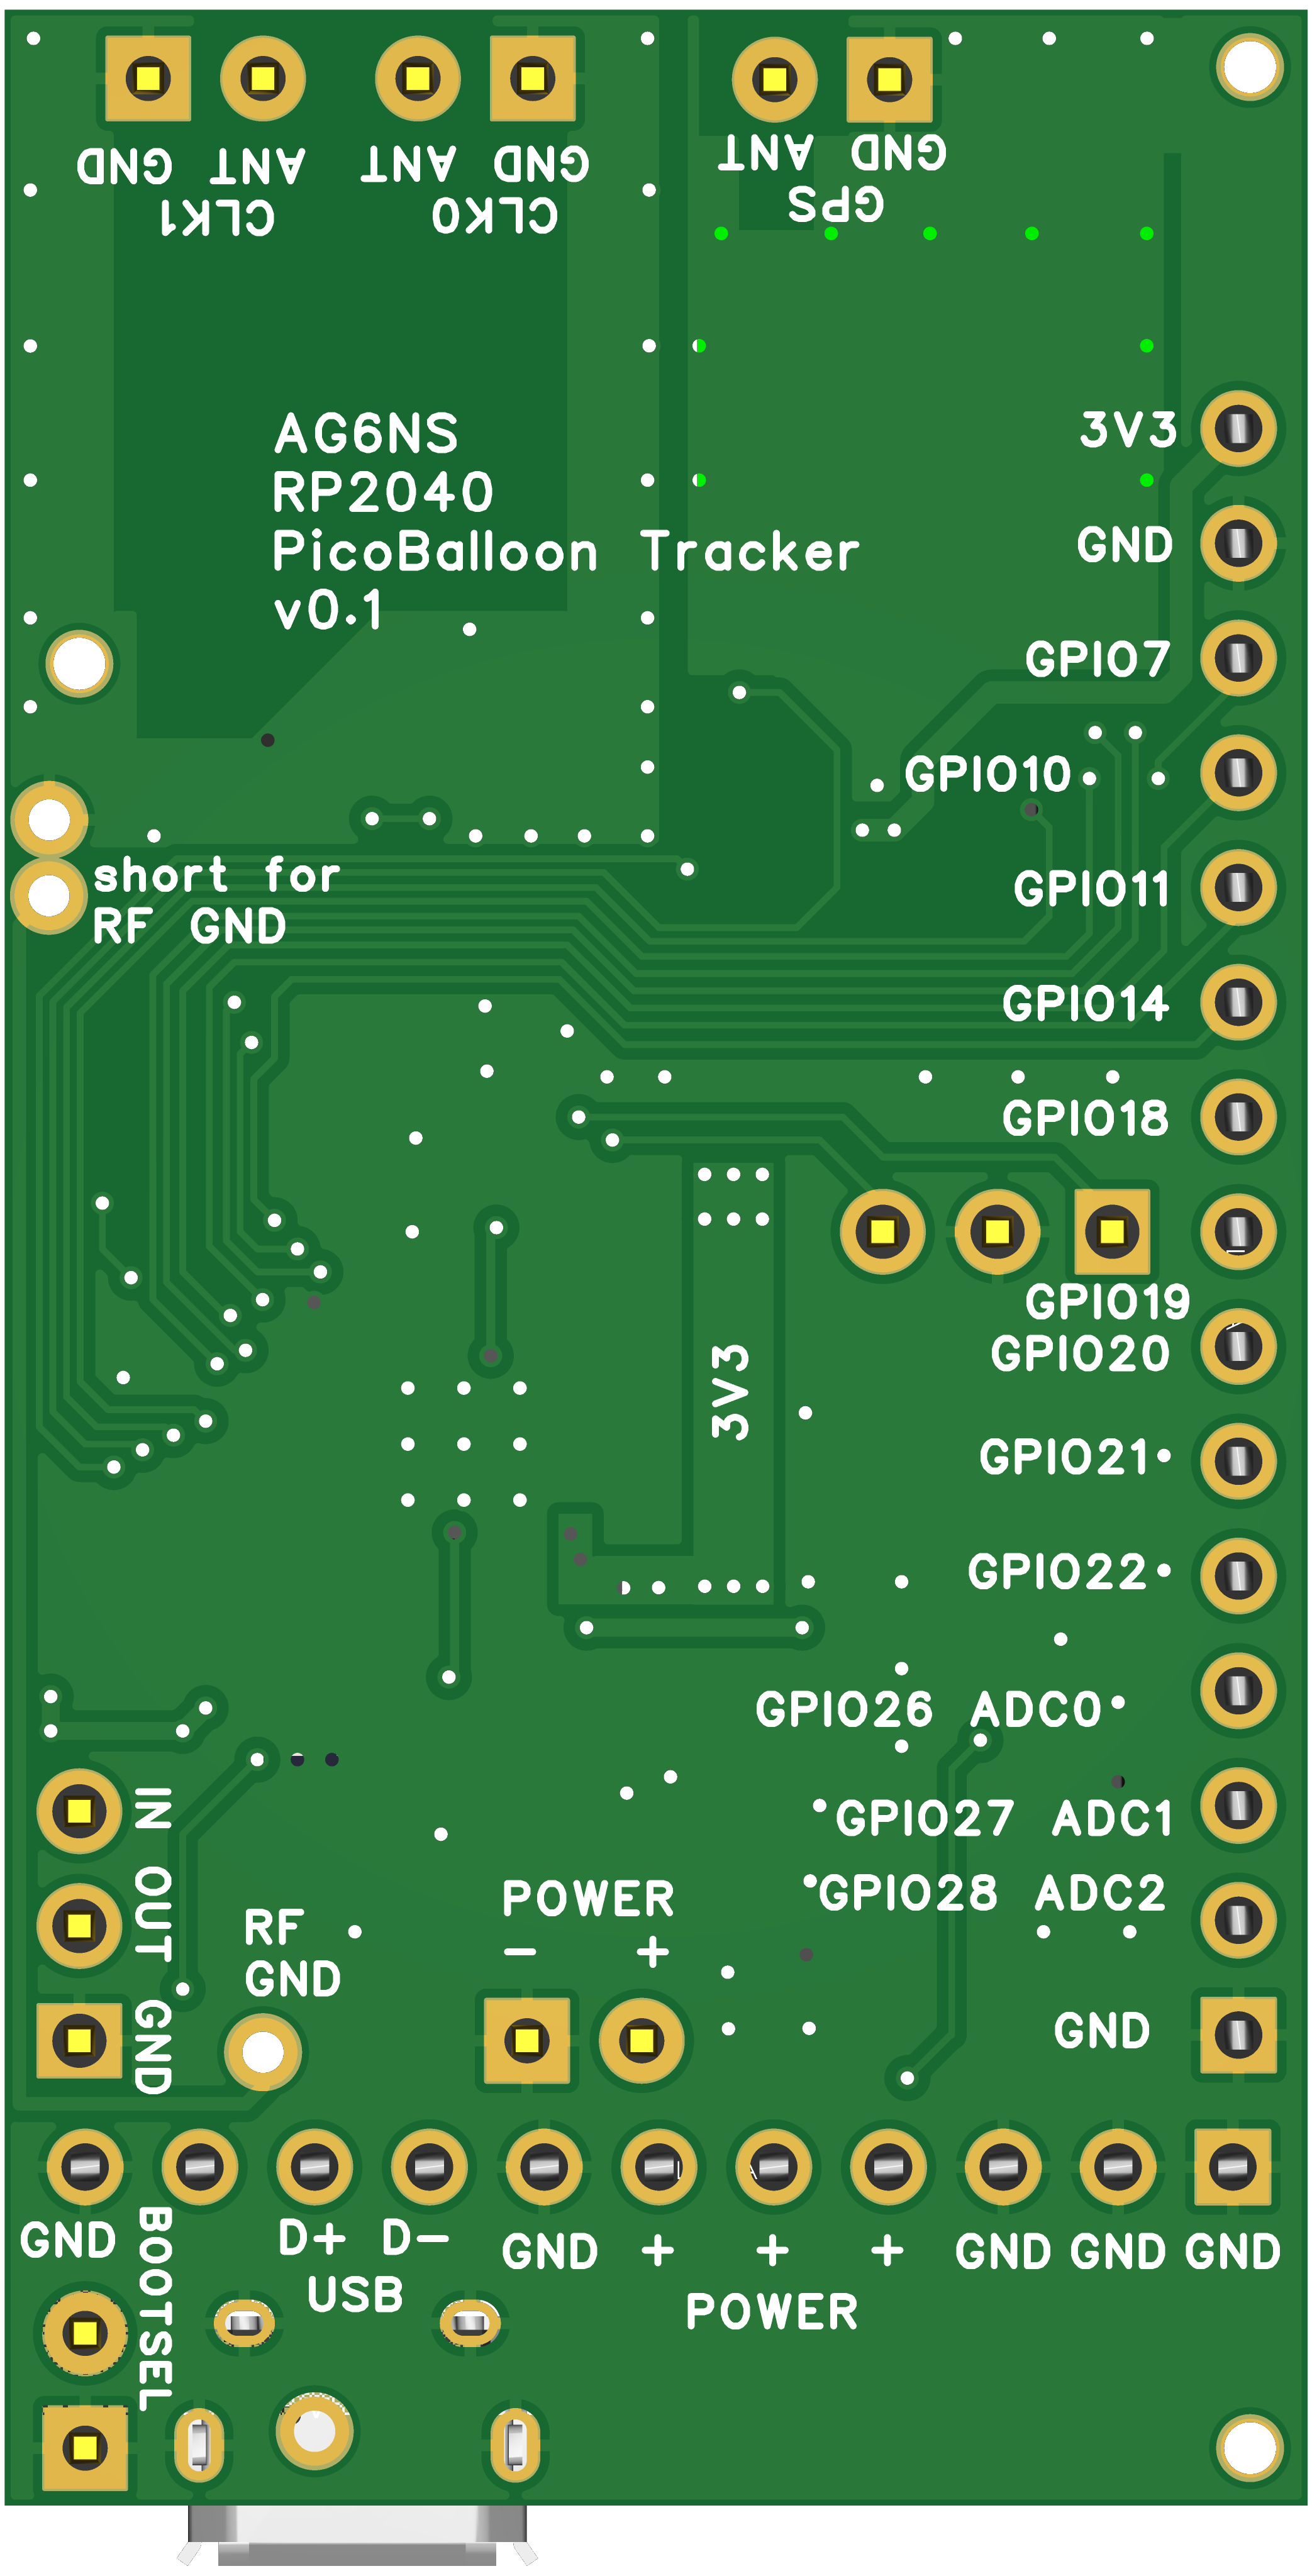 GND ANT ANT GND
CLK1 CLK0
ANT GND
GPS
AG6NS
RP2040
PicoBalloon Tracker
v0.1
3V3
GND
GPIO7
GPIO10
short for
RF GND
GPIO11
GPIO14
GPIO18
GPIO19
GPIO20
3V3
GPIO21
GPIO22
GPIO26 ADC0
GPIO27 ADC1
GPIO28 ADC2
GND
IN OUT GND
RF
GND
POWER
- +
GND
BOOTSEL
D+ D-
USB
GND + + + GND GND GND
POWER